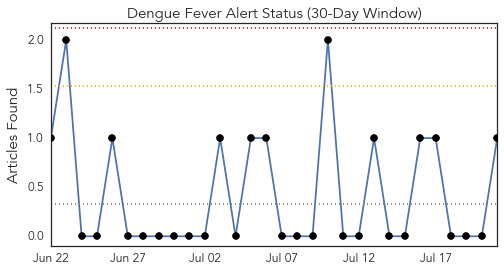 Dengue Fever Alert Status (30-Day Window)
Articles Found
2.0
1.5
1.0
0.5
0.0
Jun 22 Jun 27 Jul 02 Jul 07 Jul 12 Jul 17